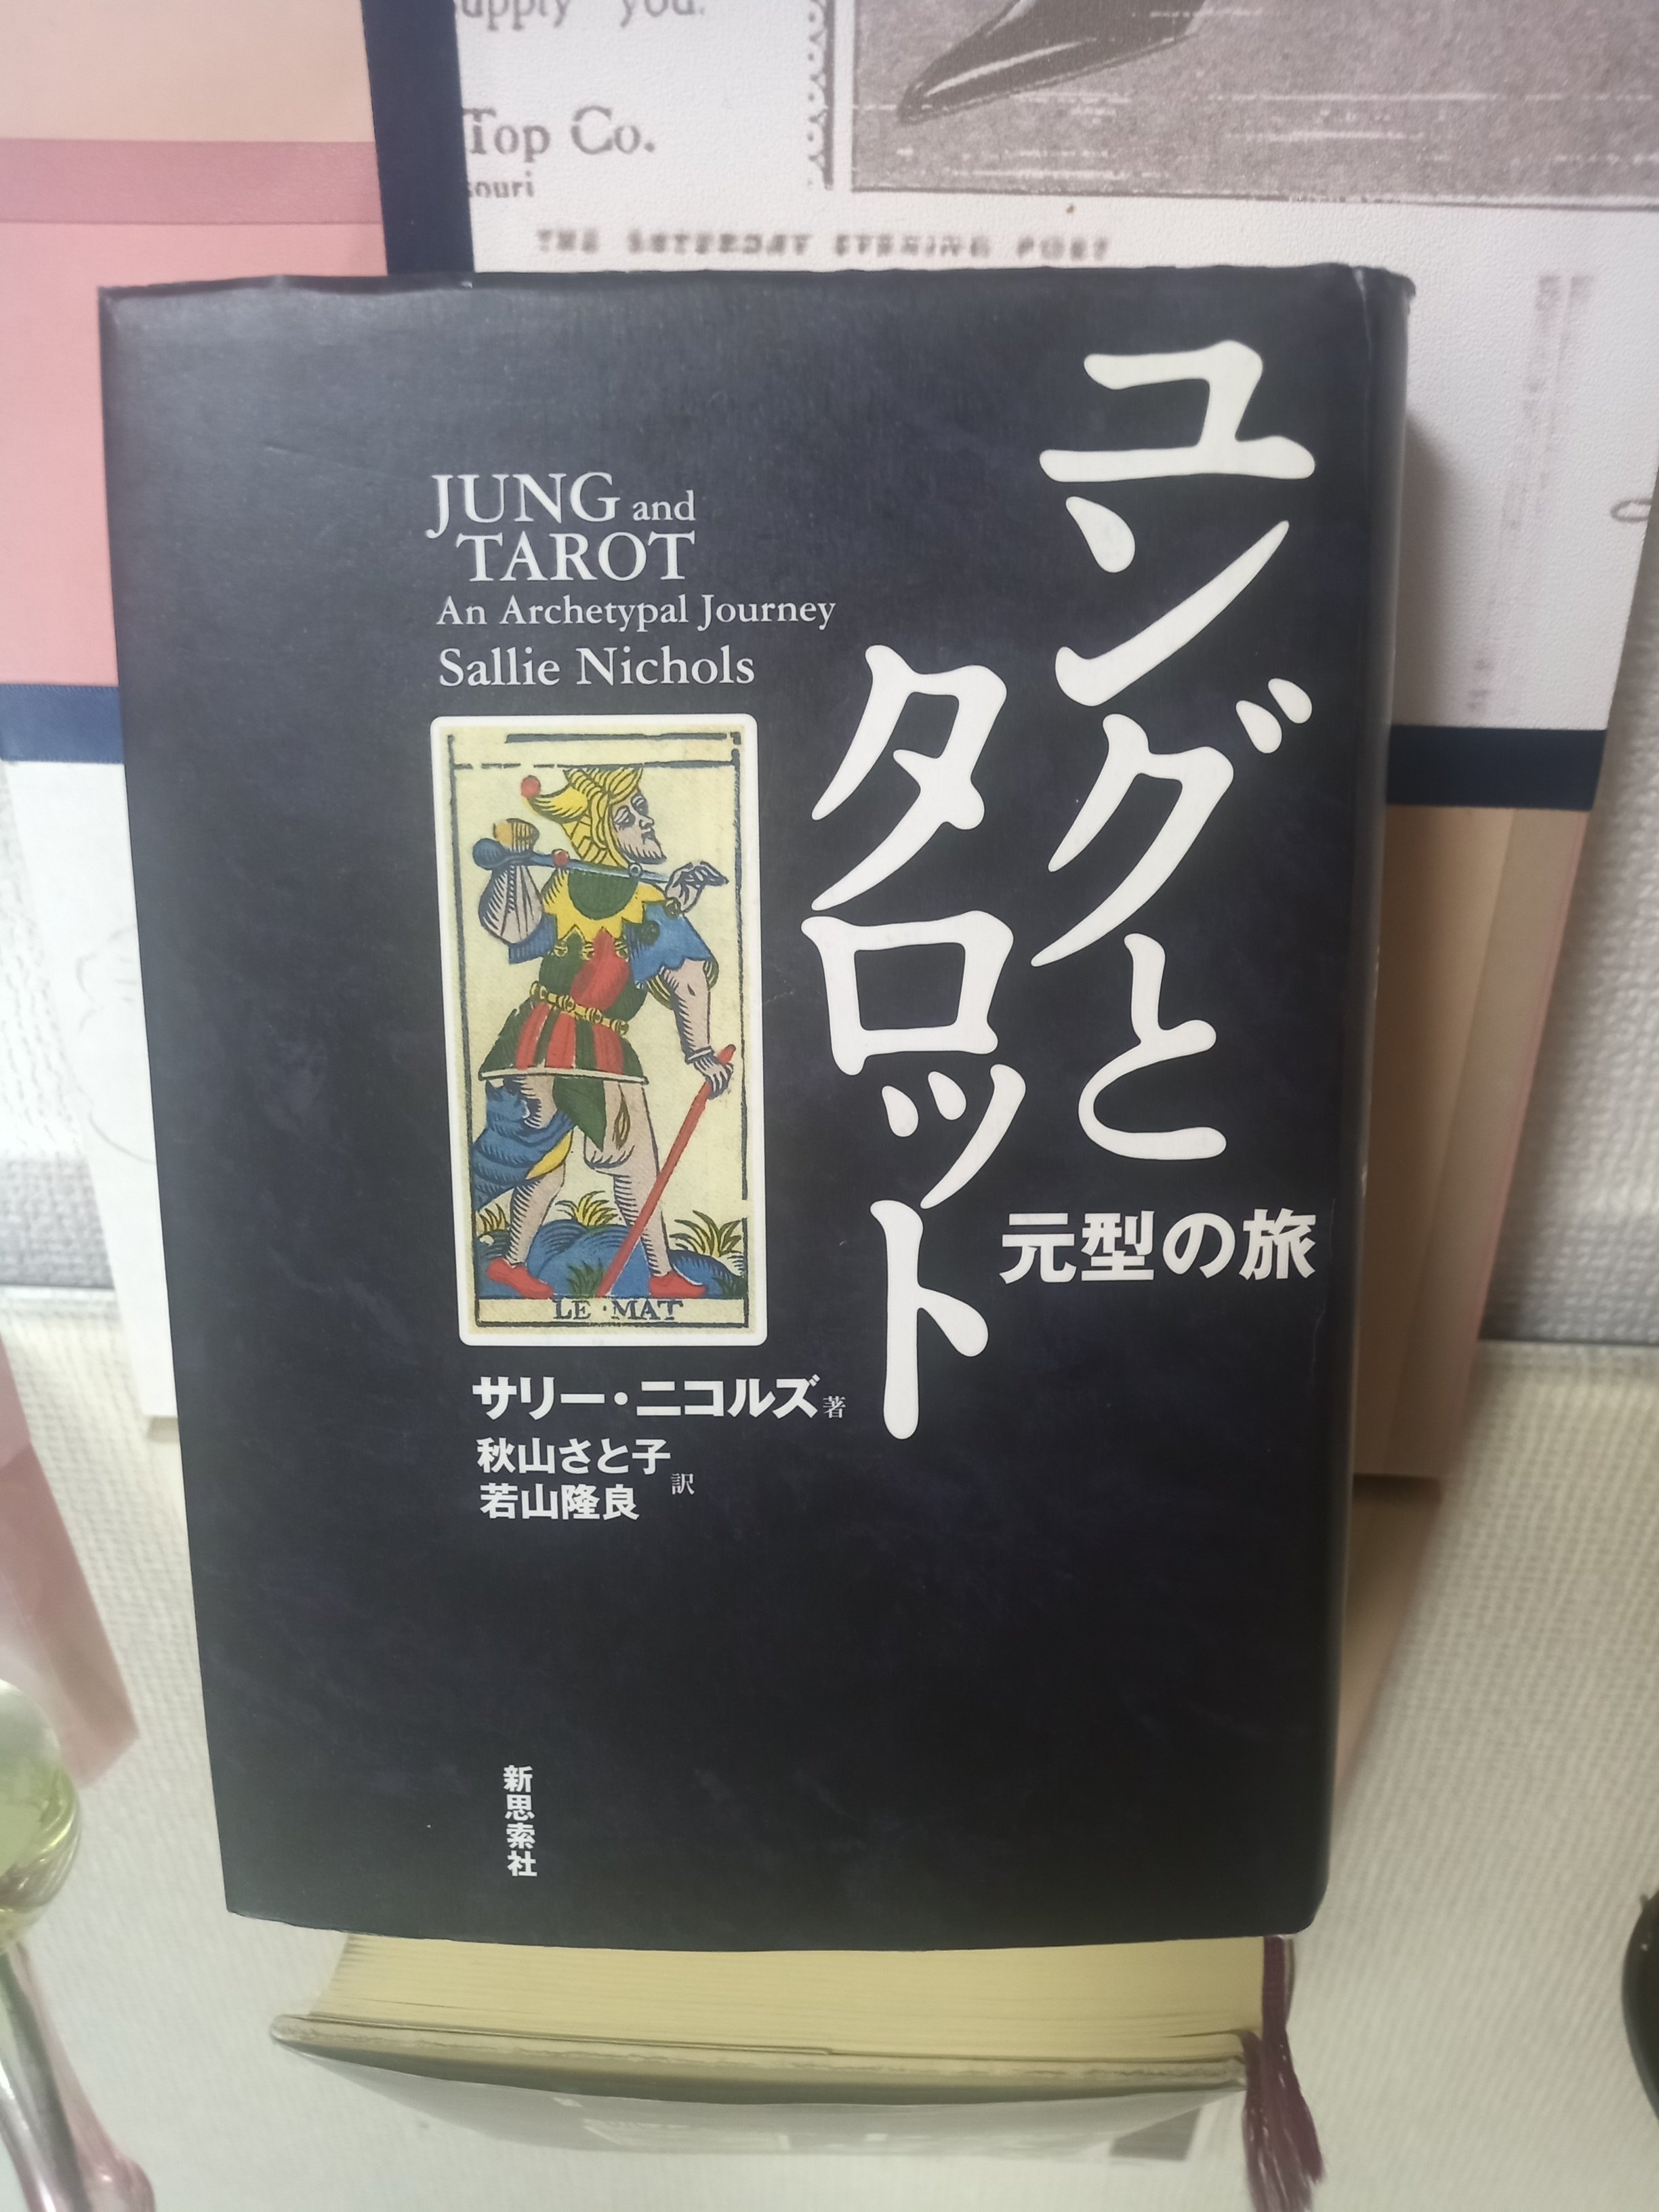 upply you.
Top Co.
souri
THE SATURDAY EVENING POST
ユングと
タロット
元型の旅
JUNG and
TAROT
An Archetypal Journey
Sallie Nichols
LE·MAT
サリー・ニコルズ著
秋山さと子
若山隆良
訳
新思索社